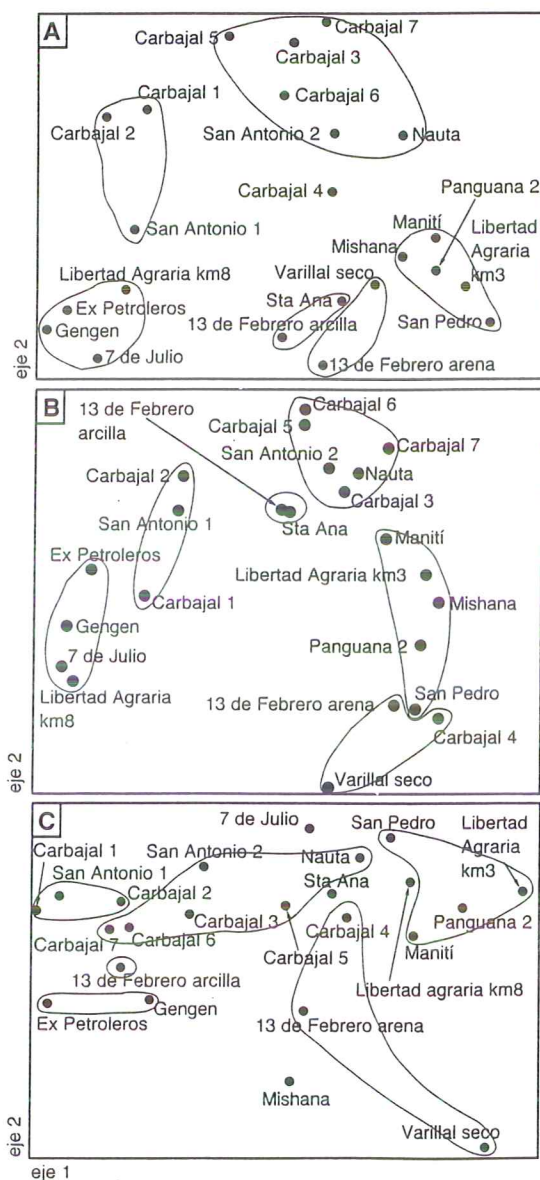 A
Carbajal 5
Carbajal 7
Carbajal 3
Carbajal 1
Carbajal 6
Carbajal 2
San Antonio 2
Nauta
Carbajal 4
Panguana 2
San Antonio 1
Manití
Libertad
Agraria
km3
Mishana
Libertad Agraria km8
Varillal seco
Ex Petroleros
Sta Ana
Gengen
13 de Febrero arcilla
San Pedro
7 de Julio
13 de Febrero arena
eje 2
B
13 de Febrero
arcilla
Carbajal 6
Carbajal 5
Carbajal 7
San Antonio 2
Carbajal 2
Nauta
Carbajal 3
San Antonio 1
Sta Ana
Manití
Ex Petroleros
Libertad Agraria km3
Carbajal 1
Mishana
Gengen
Panguana 2
7 de Julio
Libertad Agraria
km8
13 de Febrero arena
San Pedro
Carbajal 4
Varillal seco
eje 2
C
7 de Julio
San Pedro
Libertad
Agraria
km3
Carbajal 1
San Antonio 2
Nauta
San Antonio 1
Sta Ana
Carbajal 2
Panguana 2
Carbajal 3
Carbajal 4
Carbajal 7
Carbajal 6
Manití
Carbajal 5
13 de Febrero arcilla
Libertad agraria km8
Ex Petroleros
Gengen
13 de Febrero arena
Mishana
Varillal seco
eje 2
eje 1